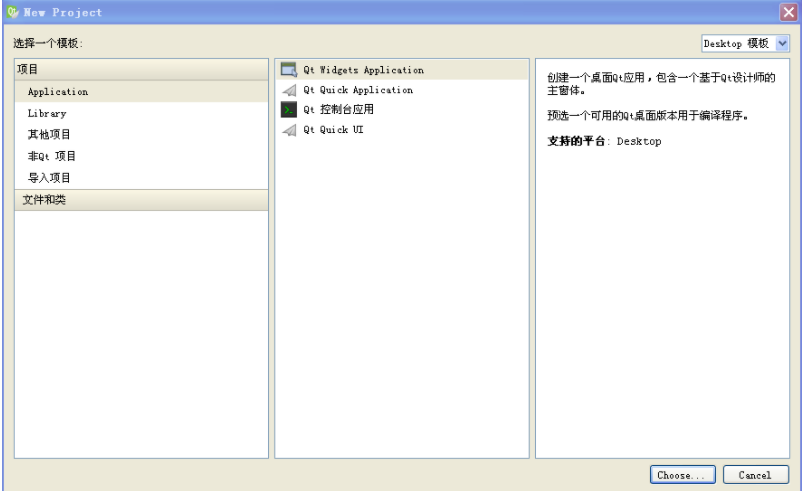 New Project
选择一个模板:
Desktop 模板
项目
Application
Library
其他项目
非Qt 项目
导入项目
文件和类
Qt Widgets Application
Qt Quick Application
Qt 控制台应用
Qt Quick UI
创建一个桌面Qt应用，包含一个基于Qt设计师的
主窗体。
预选一个可用的Qt桌面版本用于编译程序。
支持的平台: Desktop
Choose...
Cancel